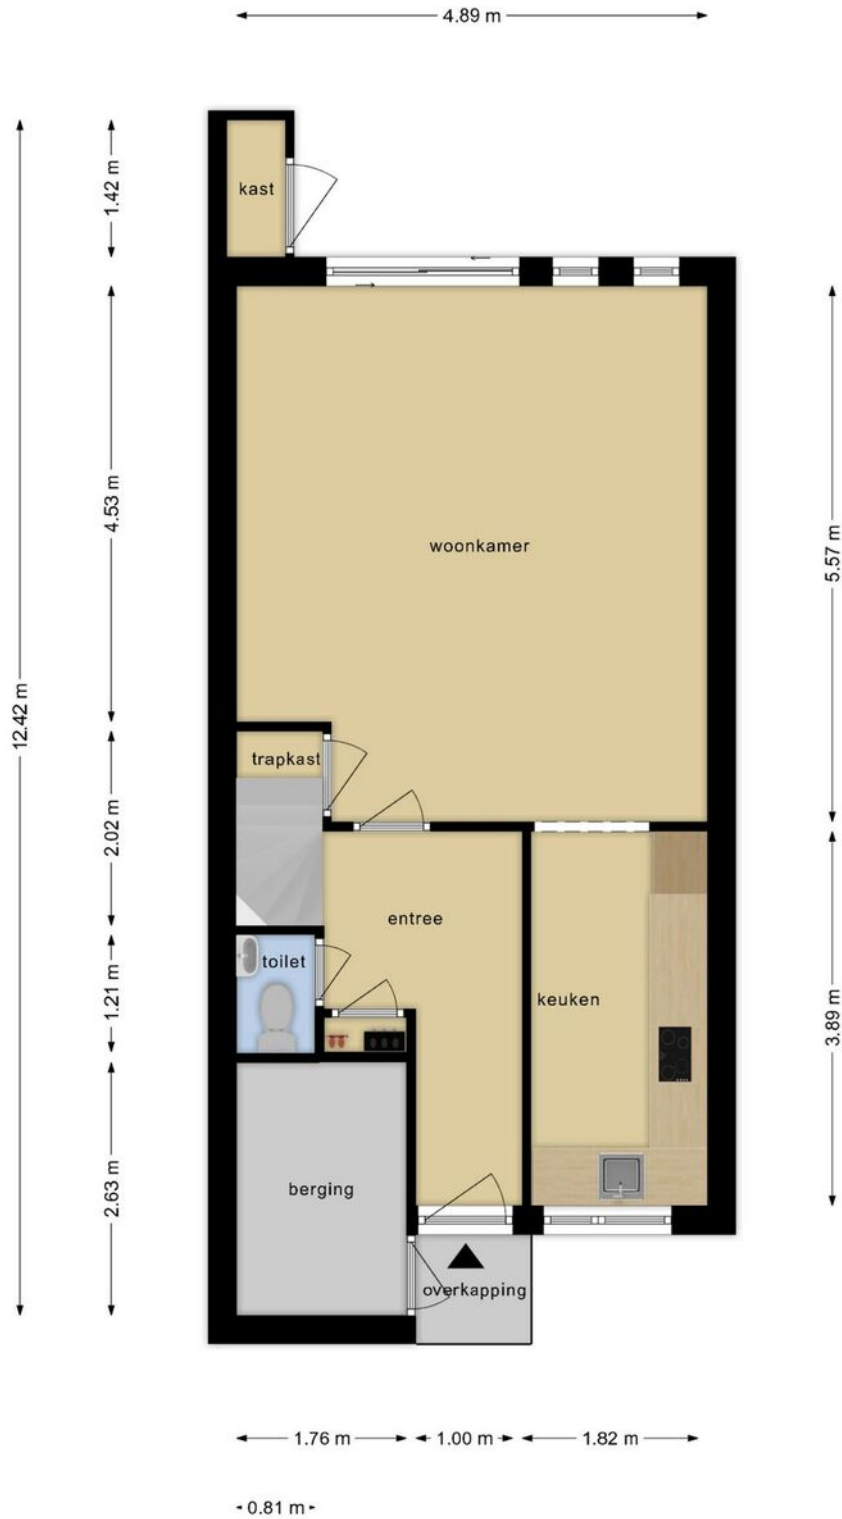 4.89 m
kast
1.42 m
4.53 m
woonkamer
5.57 m
12.42 m
trapkast
2.02 m
entree
toilet
1.21 m
keuken
3.89 m
berging
2.63 m
overkapping
1.76 m
1.00 m
1.82 m
0.81 m